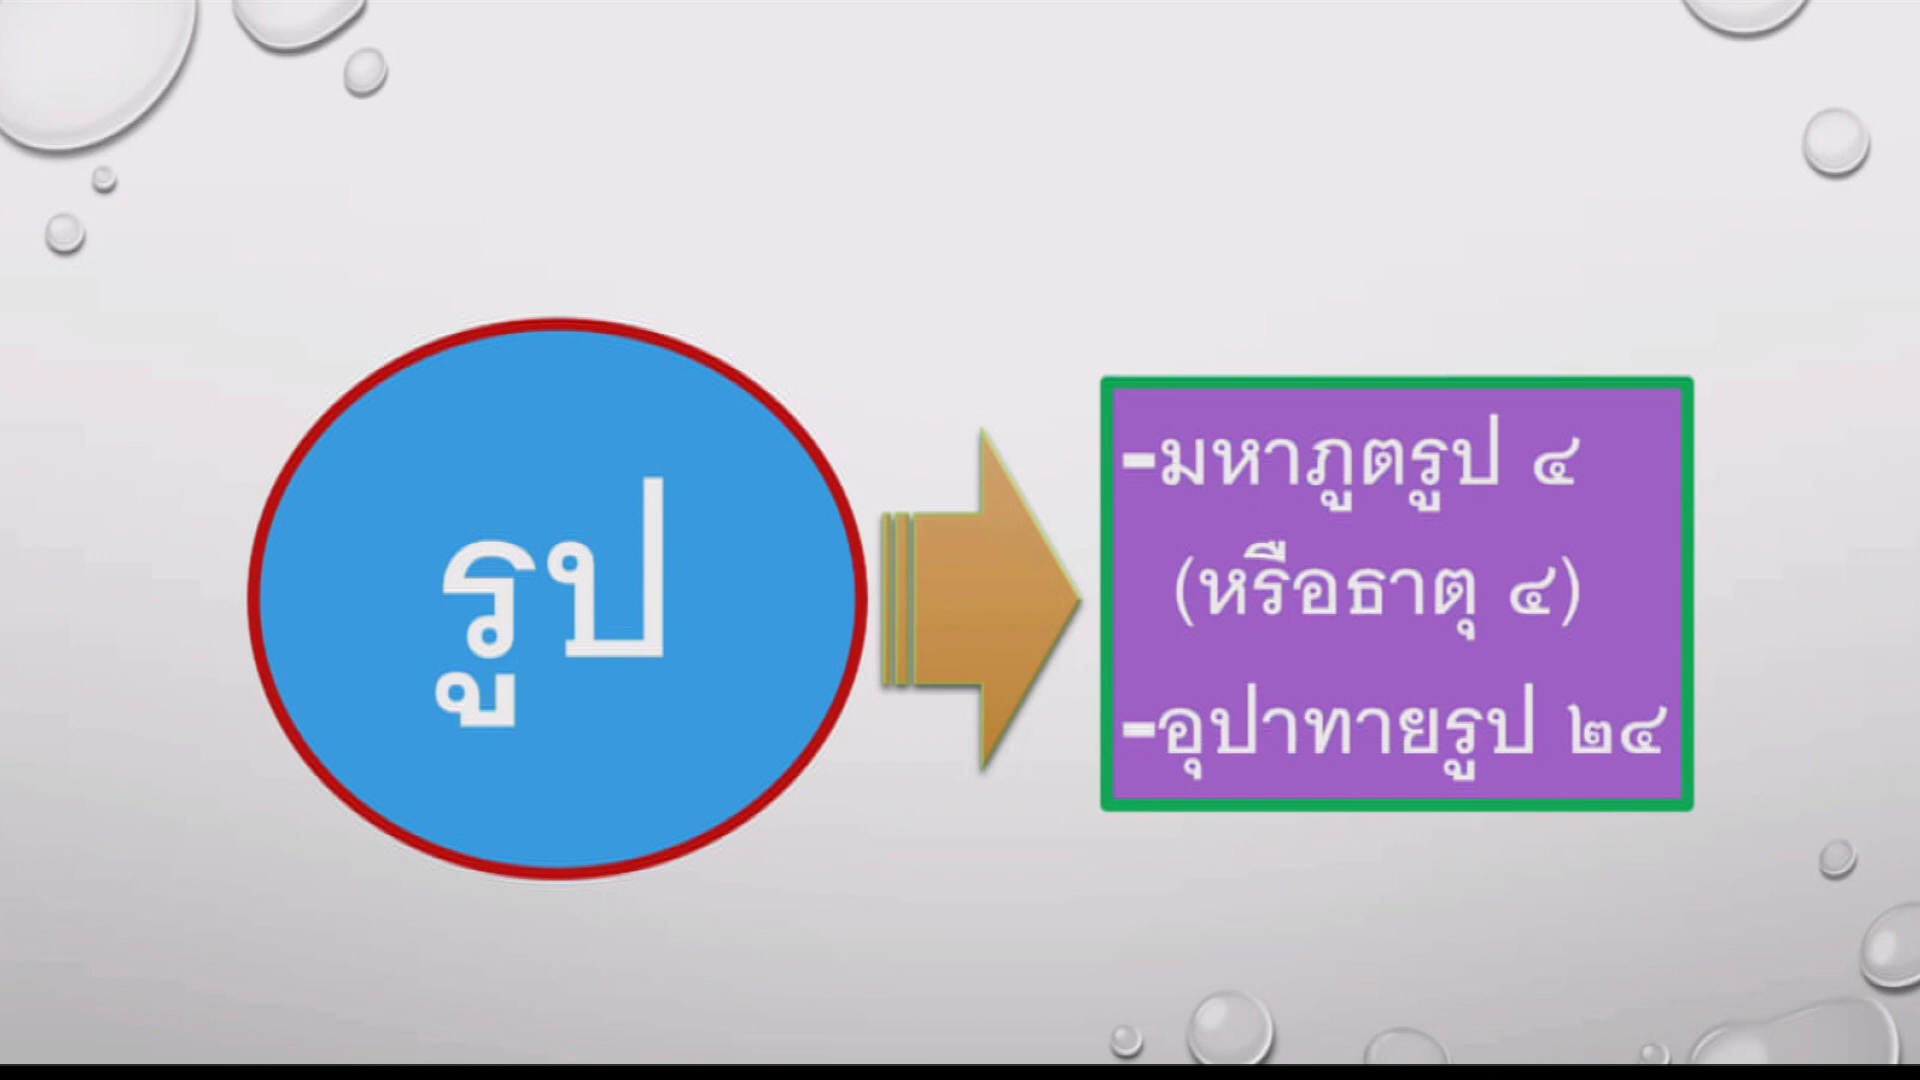 รูป
-มหาภูตรูป ๔
(หรือธาตุ ๔)
-อุปาทายรูป ๒๔